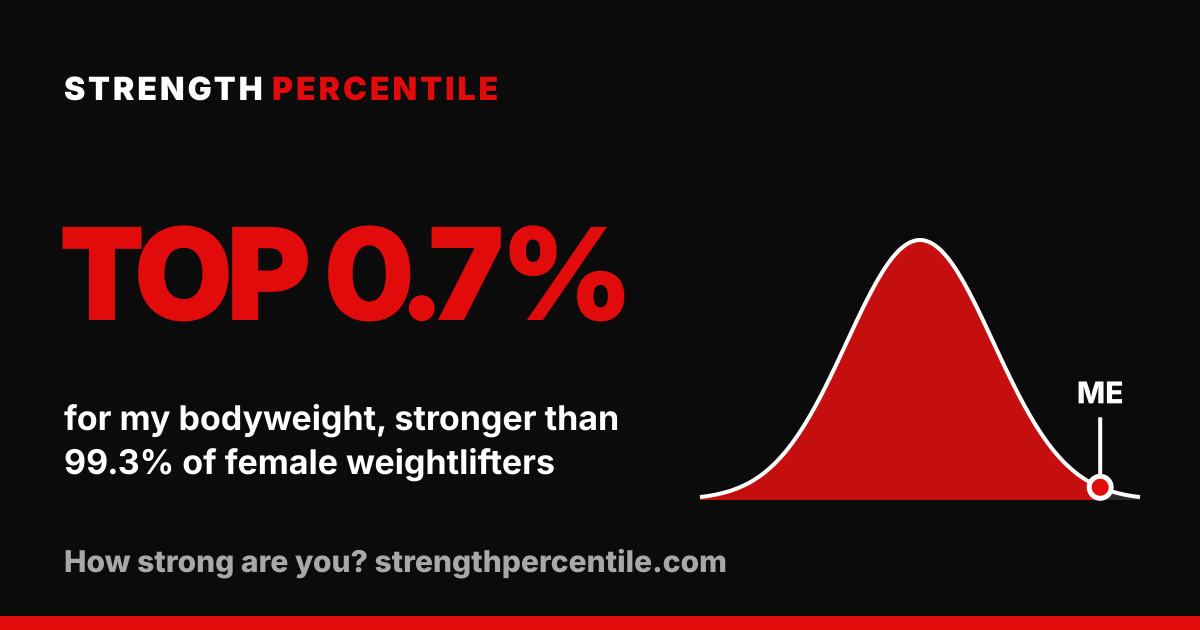 STRENGTH PERCENTILE
TOP 0.7%
for my bodyweight, stronger than
99.3% of female weightlifters
ME
How strong are you? strengthpercentile.com